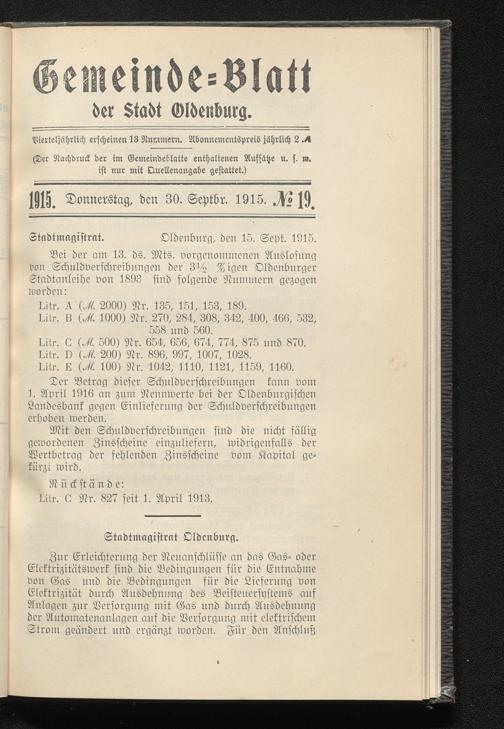 Gemeinde-Blatt
der Stadt Oldenburg.
Vierteljährlich erscheinen 13 Nummern. Abonnementspreis jährlich 2 ℳ
(Der Nachdruck der im Gemeindeblatte enthaltenen Aufsätze u. s. w.
ist nur mit Quellenangabe gestattet.)
1915. Donnerstag, den 30. Septbr. 1915. № 19.
Stadtmagistrat. Oldenburg, den 15. Sept. 1915.
Bei der am 13. ds. Mts. vorgenommenen Auslosung
von Schuldverschreibungen der 3½ %igen Oldenburger
Stadtanleihe von 1893 sind folgende Nummern gezogen
worden:
Litr. A (ℳ. 2000) Nr. 135, 151, 153, 189.
Litr. B (ℳ. 1000) Nr. 270, 284, 308, 342, 400, 466, 532,
558 und 560.
Litr. C (ℳ. 500) Nr. 654, 656, 674, 774, 875 und 870.
Litr. D (ℳ. 200) Nr. 896, 997, 1007, 1028.
Litr. E (ℳ. 100) Nr. 1042, 1110, 1121, 1159, 1160.
Der Betrag dieser Schuldverschreibungen kann vom
1. April 1916 an zum Nennwerte bei der Oldenburgischen
Landesbank gegen Einlieferung der Schuldverschreibungen
erhoben werden.
Mit den Schuldverschreibungen sind die nicht fällig
gewordenen Zinsscheine einzuliefern, widrigenfalls der
Wertbetrag der fehlenden Zinsscheine vom Kapital ge-
kürzt wird.
Rückstände:
Litr. C Nr. 827 seit 1. April 1913.
Stadtmagistrat Oldenburg.
Zur Erleichterung der Neuanschlüsse an das Gas- oder
Elektrizitätswerk sind die Bedingungen für die Entnahme
von Gas und die Bedingungen für die Lieferung von
Elektrizität durch Ausdehnung des Beisteuersystems auf
Anlagen zur Versorgung mit Gas und durch Ausdehnung
der Automatenanlagen auf die Versorgung mit elektrischem
Strom geändert und ergänzt worden. Für den Anschluß